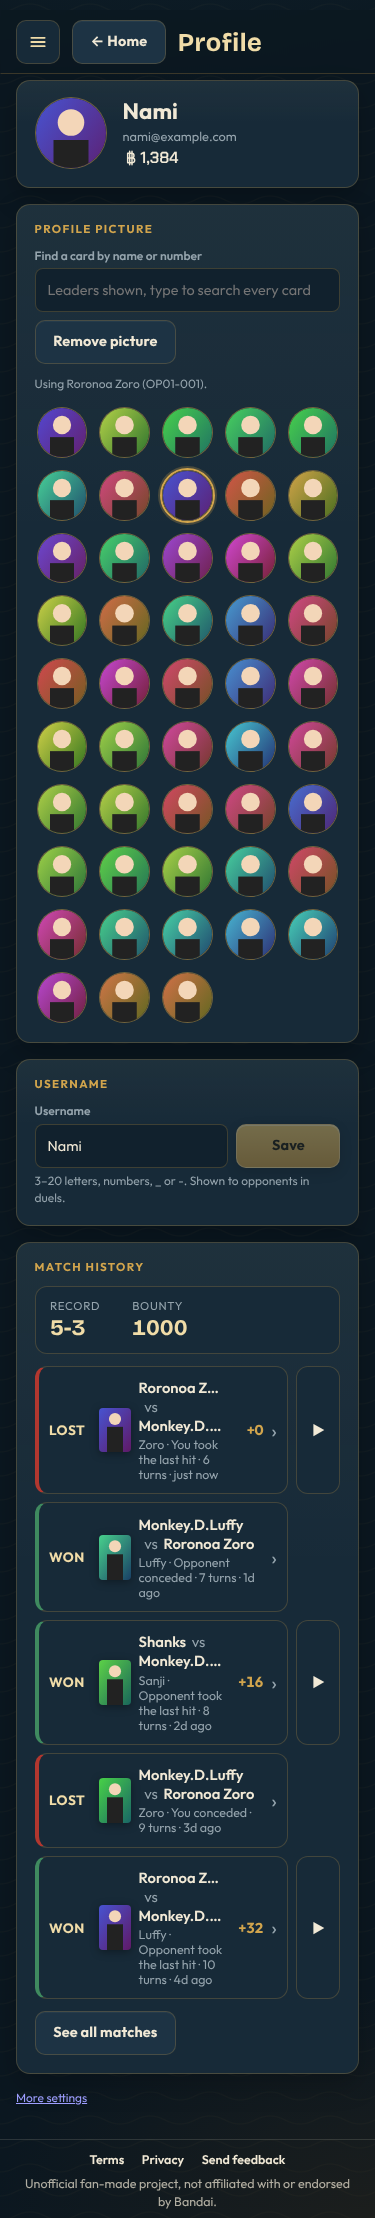 ← Home Profile
Nami
nami@example.com
฿ 1,384
PROFILE PICTURE
Find a card by name or number
Leaders shown, type to search every card
Remove picture
Using Roronoa Zoro (OP01-001).
USERNAME
Username
Nami Save
3–20 letters, numbers, _ or -. Shown to opponents in
duels.
MATCH HISTORY
RECORD BOUNTY
5-3 1000
Roronoa Z...
vs
Monkey.D....
LOST +0 ›
Zoro · You took
the last hit · 6
turns · just now
Monkey.D.Luffy
vs Roronoa Zoro
WON ›
Luffy · Opponent
conceded · 7 turns · 1d
ago
Shanks vs
Monkey.D....
WON +16 ›
Sanji ·
Opponent took
the last hit · 8
turns · 2d ago
Monkey.D.Luffy
vs Roronoa Zoro
LOST ›
Zoro · You conceded ·
9 turns · 3d ago
Roronoa Z...
vs
Monkey.D....
WON +32 ›
Luffy ·
Opponent took
the last hit · 10
turns · 4d ago
See all matches
More settings
Terms Privacy Send feedback
Unofficial fan-made project, not affiliated with or endorsed
by Bandai.